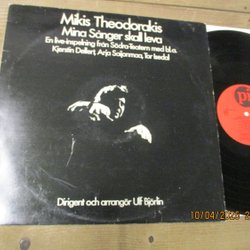 Mikis Theodorakis
Mina Sånger skall leva
En live-inspelning från Södra Teatern med bl.a.
Kjerstin Dellert, Arja Saijonmaa, Tor Isedal
Dirigent och arrangör Ulf Björlin
10/04/2025